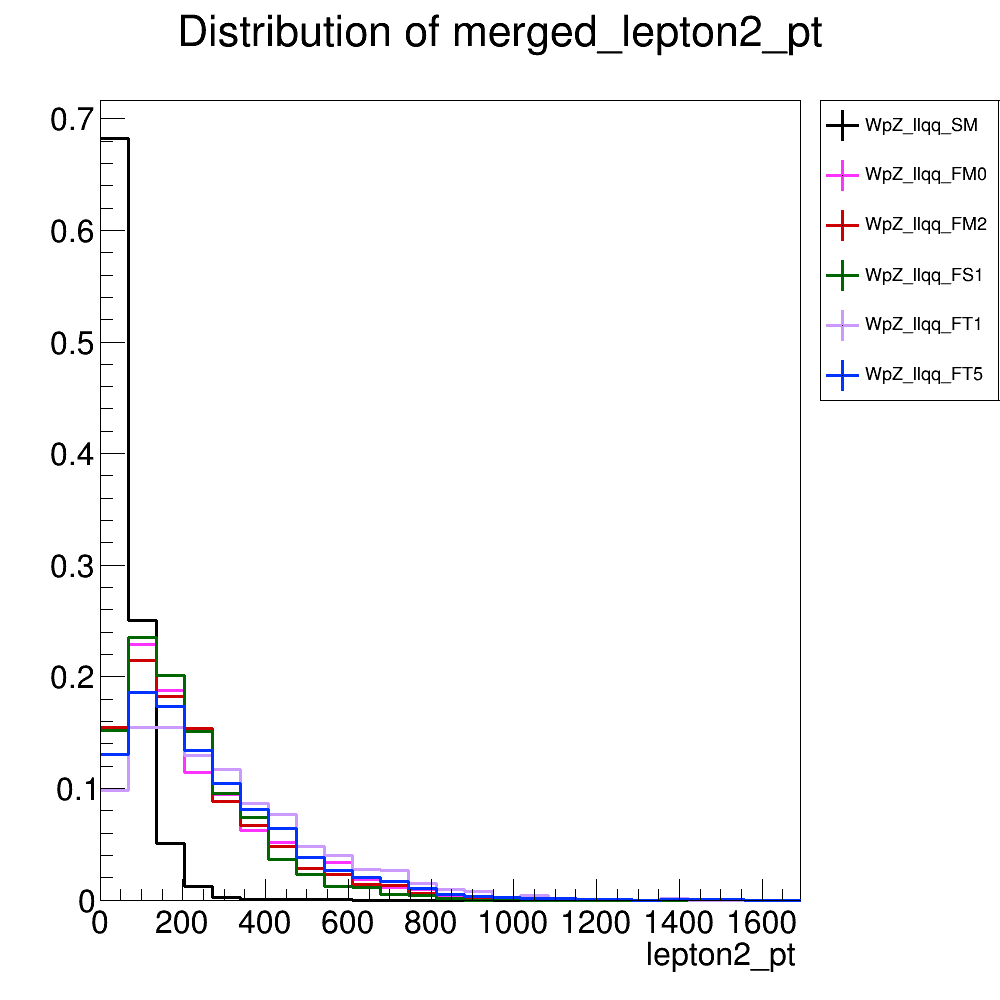 Distribution of merged_lepton2_pt
0.7
0.6
0.5
0.4
0.3
0.2
0.1
0
0 200 400 600 800 1000 1200 1400 1600
lepton2_pt
WpZ_llqq_SM
WpZ_llqq_FM0
WpZ_llqq_FM2
WpZ_llqq_FS1
WpZ_llqq_FT1
WpZ_llqq_FT5